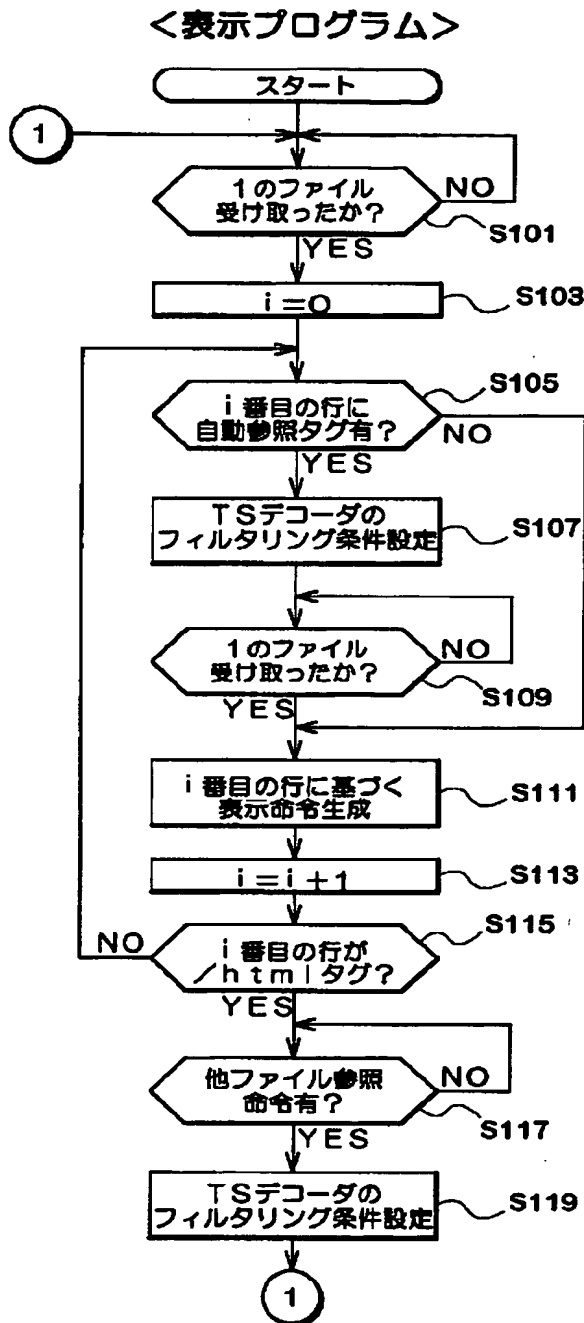 ＜表示プログラム＞
スタート
1
1のファイル
受け取ったか？
NO
S101
YES
i=0
S103
S105
i番目の行に
自動参照タグ有？
NO
YES
TSデコーダの
フィルタリング条件設定
S107
1のファイル
受け取ったか？
NO
S109
YES
i番目の行に基づく
表示命令生成
S111
i=i+1
S113
S115
NO
i番目の行が
/htmlタグ？
YES
他ファイル参照
命令有？
NO
S117
YES
TSデコーダの
フィルタリング条件設定
S119
1